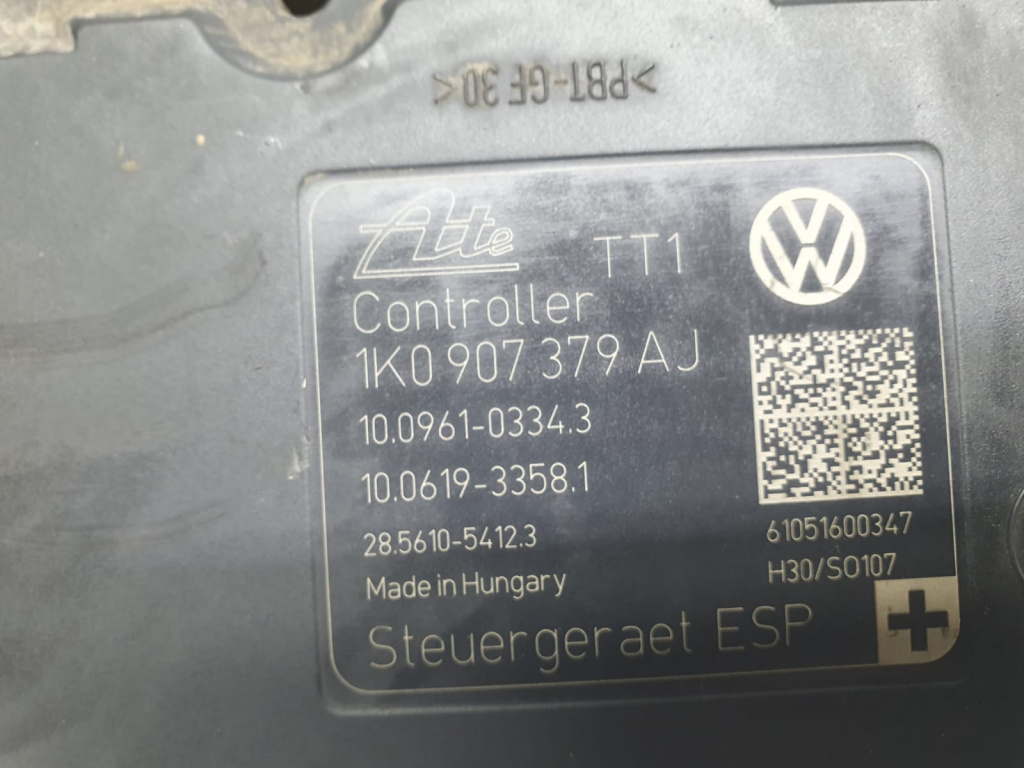 >PBT-GF 30<
Ate TT1
Controller
1K0 907 379 AJ
10.0961-0334.3
10.0619-3358.1
28.5610-5412.3
61051600347
Made in Hungary
H30/SO107
Steuergeraet ESP